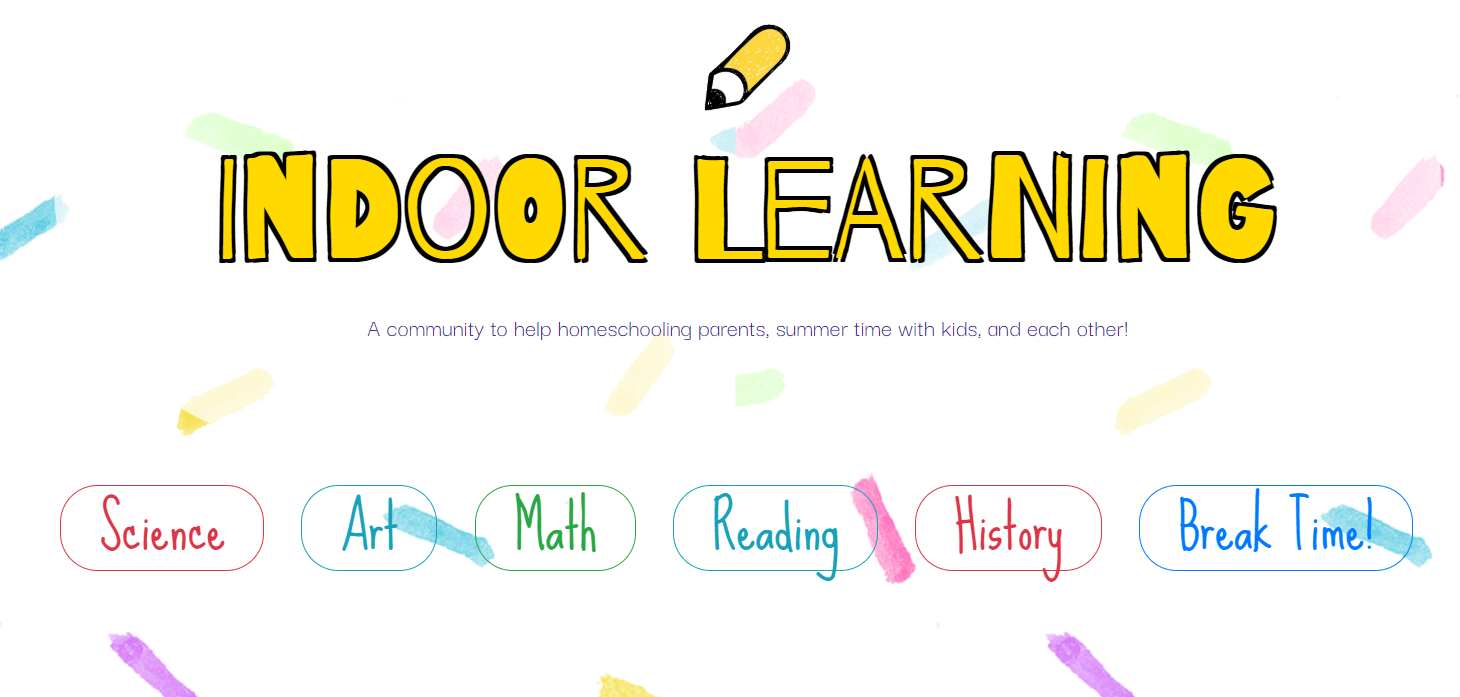 INDOOR LEARNING
A community to help homeschooling parents, summer time with kids, and each other!
Science Art Math Reading History Break Time!